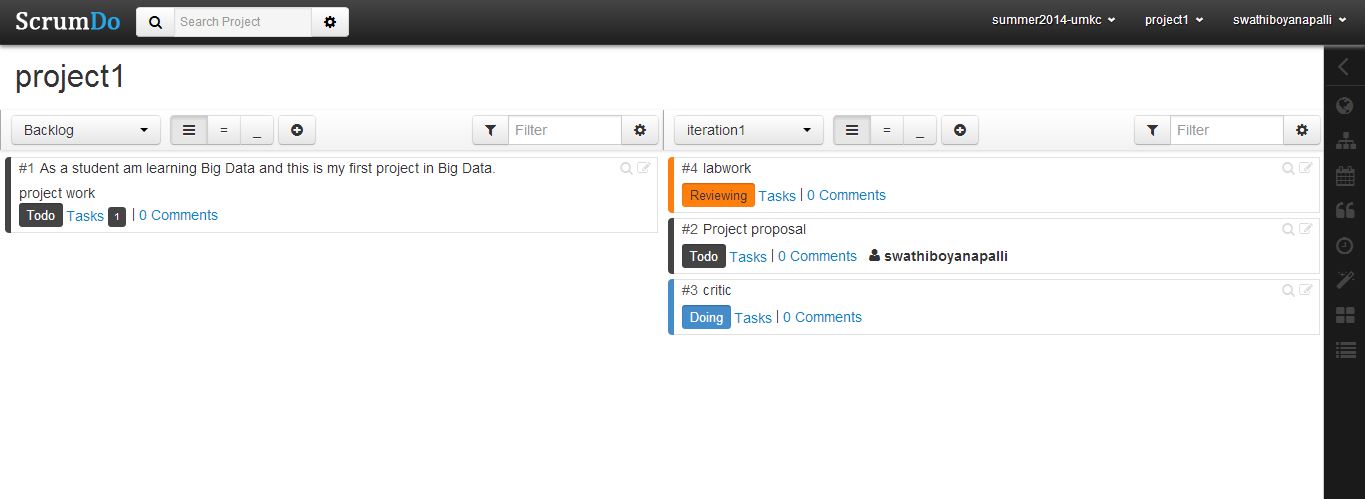 ScrumDo Search Project summer2014-umkc project1 swathiboyanapalli
project1
Backlog = _ Filter
#1 As a student am learning Big Data and this is my first project in Big Data.
project work
Todo Tasks 1 | 0 Comments
iteration1 = _ Filter
#4 labwork
Reviewing Tasks | 0 Comments
#2 Project proposal
Todo Tasks | 0 Comments swathiboyanapalli
#3 critic
Doing Tasks | 0 Comments